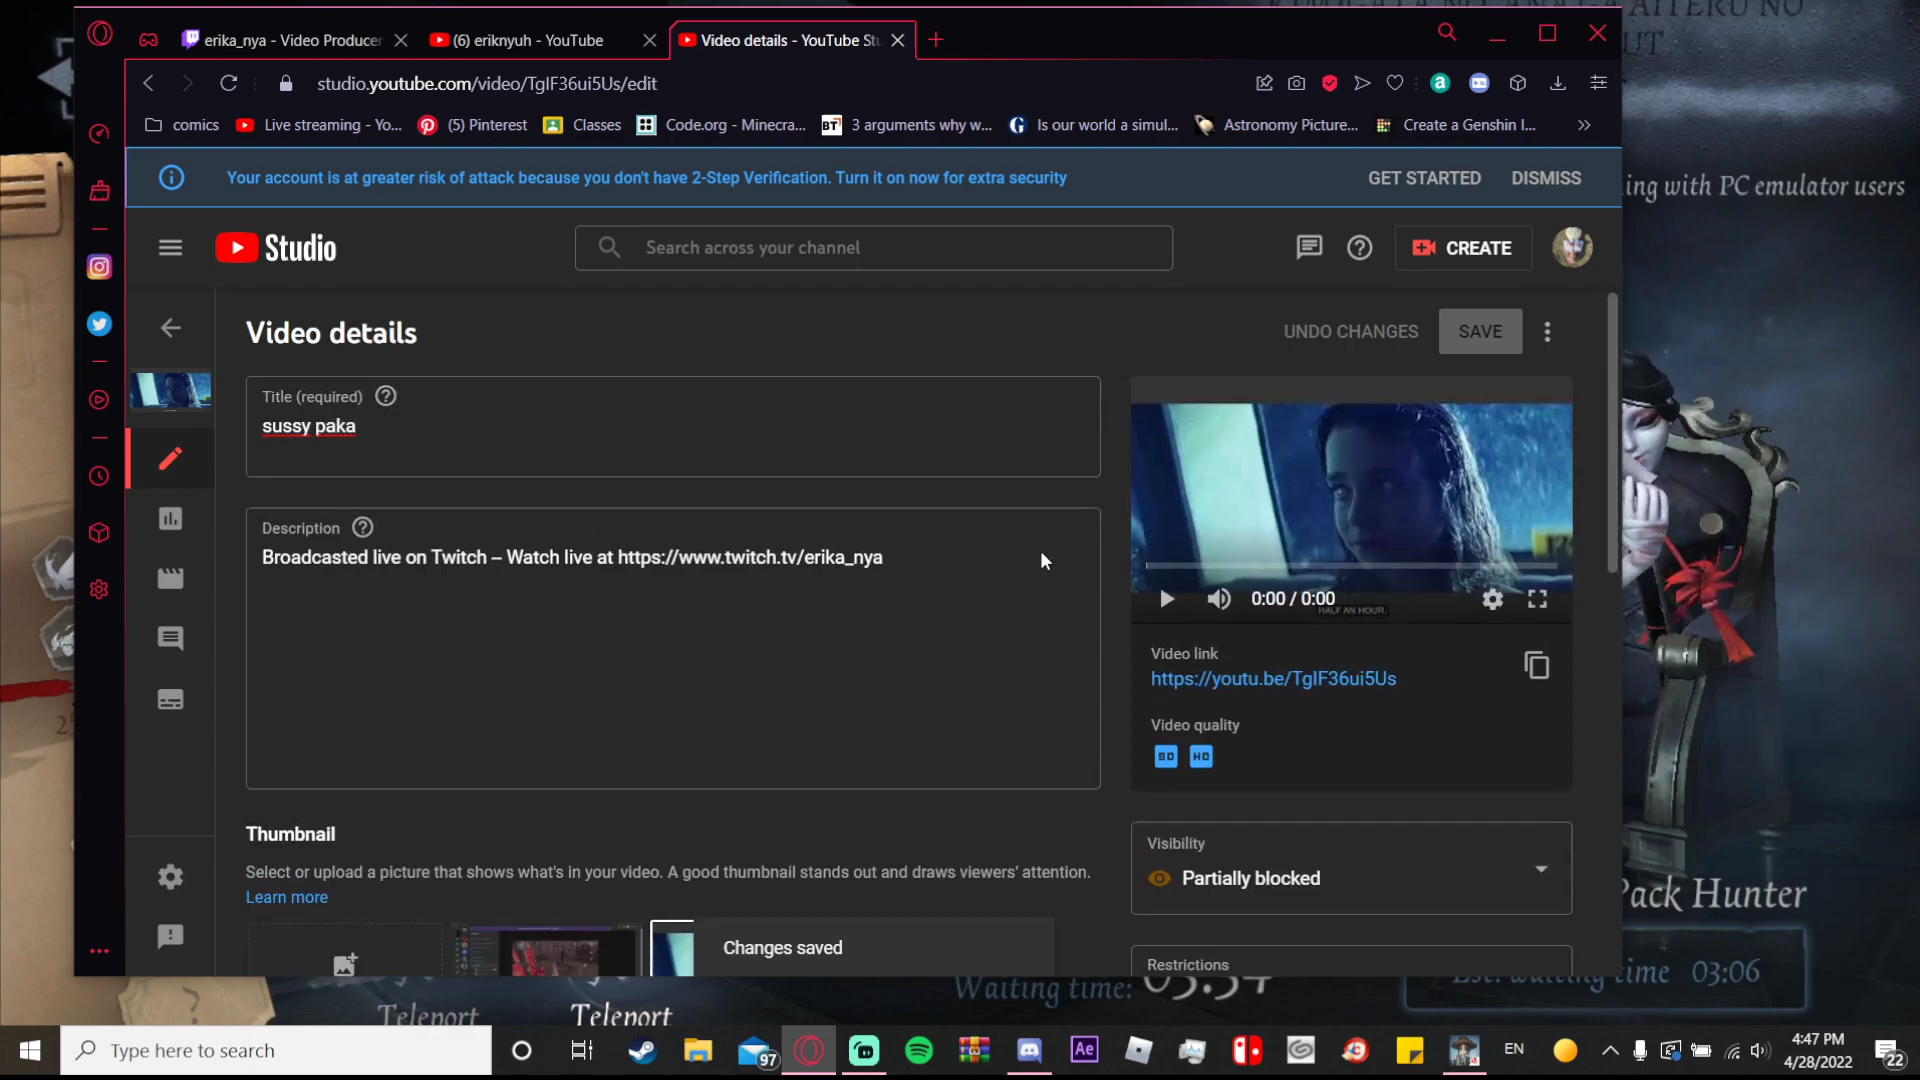 erika_nya - Video Producer
(6) eriknyuh - YouTube
Video details - YouTube St
studio.youtube.com/video/TgIF36ui5Us/edit
comics
Live streaming - Yo...
(5) Pinterest
Classes
Code.org - Minecra...
BT
3 arguments why w...
Is our world a simul...
Astronomy Picture...
Create a Genshin I...
Your account is at greater risk of attack because you don't have 2-Step Verification. Turn it on now for extra security
GET STARTED
DISMISS
ing with PC emulator users
Studio
Search across your channel
CREATE
Video details
UNDO CHANGES
SAVE
Title (required)
sussy paka
Description
Broadcasted live on Twitch – Watch live at https://www.twitch.tv/erika_nya
0:00 / 0:00
HALF AN HOUR.
Video link
https://youtu.be/TgIF36ui5Us
Video quality
SD HD
Thumbnail
Select or upload a picture that shows what's in your video. A good thumbnail stands out and draws viewers' attention.
Learn more
Visibility
Partially blocked
Changes saved
Restrictions
Pack Hunter
Waiting time:
Est. waiting time 03:06
Teleport
Teleport
Type here to search
97
Ae
EN
4:47 PM
4/28/2022
22